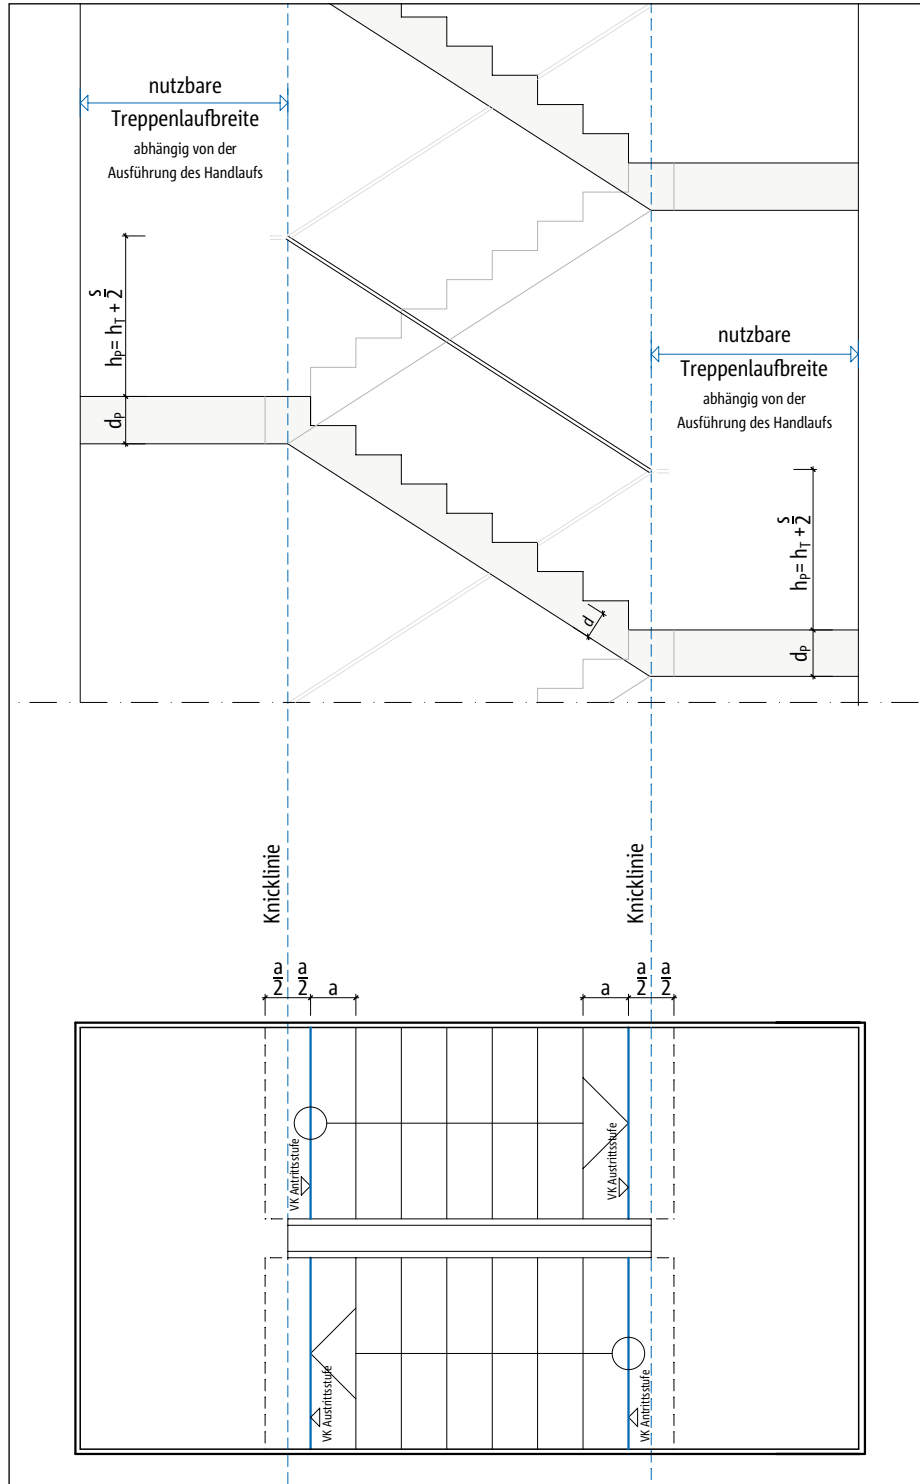 nutzbare
Treppenlaufbreite
abhängig von der
Ausführung des Handlaufs
hP= hT + s/2
dP
nutzbare
Treppenlaufbreite
abhängig von der
Ausführung des Handlaufs
hP= hT + s/2
dP
d
Knicklinie
Knicklinie
a/2 a/2 a
a a/2 a/2
VK Antrittsstufe
VK Austrittsstufe
VK Austrittsstufe
VK Antrittsstufe